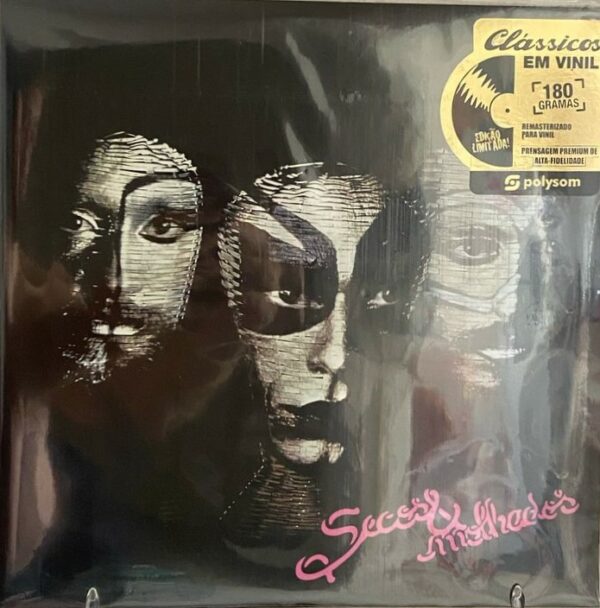 Clássicos
EM VINIL
180
GRAMAS
EDIÇÃO
LIMITADA!
REMASTERIZADO
PARA VINIL
PRENSAGEM PREMIUM DE
ALTA-FIDELIDADE
polysom
Secos &
molhados